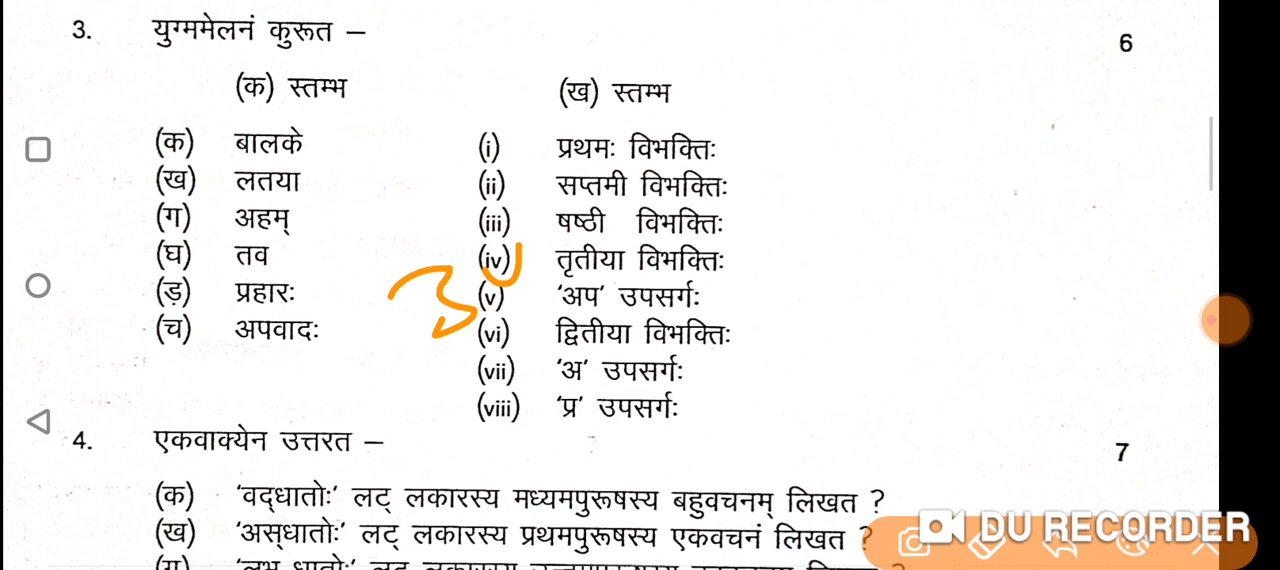 3. युग्ममेलनं कुरूत – 6
(क) स्तम्भ (ख) स्तम्भ
(क) बालके (i) प्रथमः विभक्तिः
(ख) लतया (ii) सप्तमी विभक्तिः
(ग) अहम् (iii) षष्ठी विभक्तिः
(घ) तव (iv) तृतीया विभक्तिः
(ड़) प्रहारः (v) 'अप' उपसर्गः
(च) अपवादः (vi) द्वितीया विभक्तिः
(vii) 'अ' उपसर्गः
(viii) 'प्र' उपसर्गः
4. एकवाक्येन उत्तरत – 7
(क) 'वद्धातोः' लट् लकारस्य मध्यमपुरूषस्य बहुवचनम् लिखत ?
(ख) 'अस्धातोः' लट् लकारस्य प्रथमपुरूषस्य एकवचनं लिखत ?
DU RECORDER